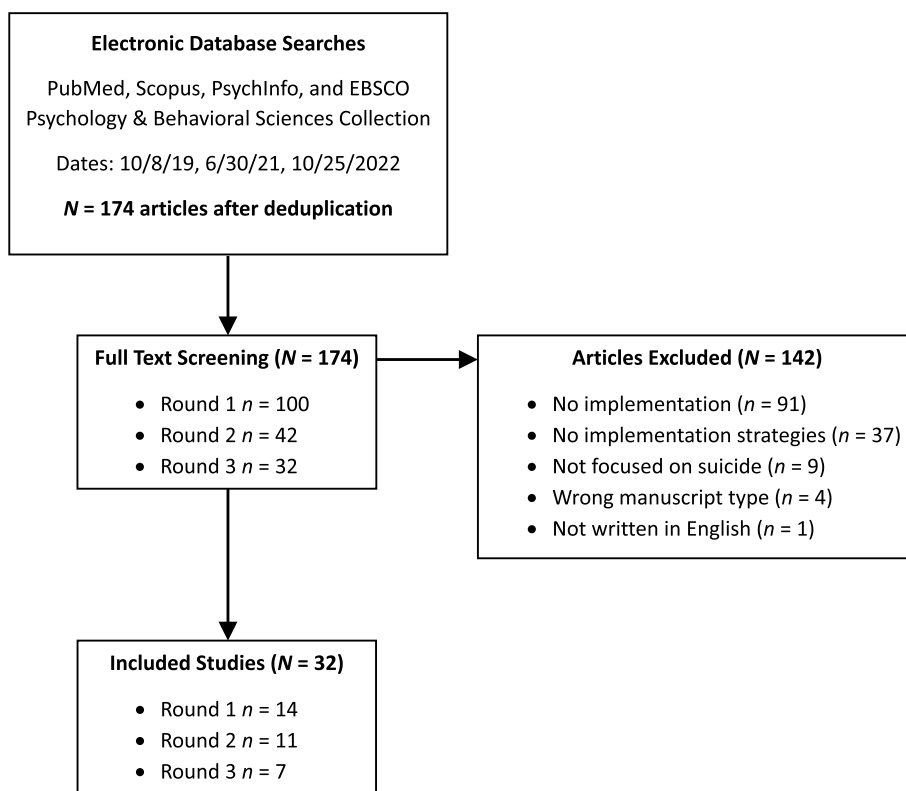 Electronic Database Searches
PubMed, Scopus, PsychInfo, and EBSCO
Psychology & Behavioral Sciences Collection
Dates: 10/8/19, 6/30/21, 10/25/2022
N = 174 articles after deduplication
Full Text Screening (N = 174)
• Round 1 n = 100
• Round 2 n = 42
• Round 3 n = 32
Articles Excluded (N = 142)
• No implementation (n = 91)
• No implementation strategies (n = 37)
• Not focused on suicide (n = 9)
• Wrong manuscript type (n = 4)
• Not written in English (n = 1)
Included Studies (N = 32)
• Round 1 n = 14
• Round 2 n = 11
• Round 3 n = 7